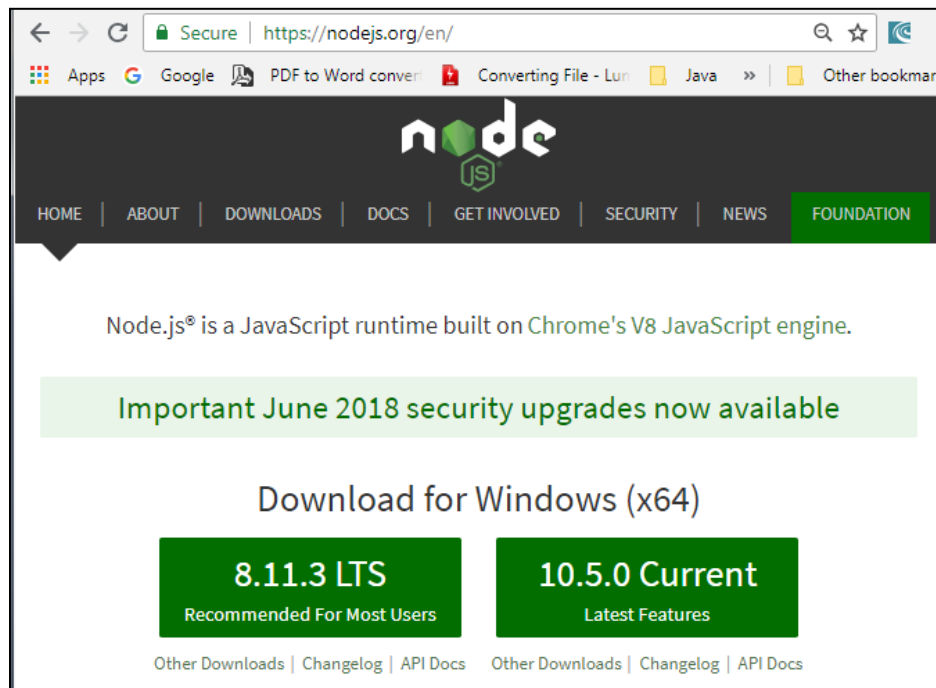 Secure | https://nodejs.org/en/
Apps Google PDF to Word conver Converting File - Lun Java » Other bookmar
node
JS
HOME | ABOUT | DOWNLOADS | DOCS | GET INVOLVED | SECURITY | NEWS FOUNDATION
Node.js® is a JavaScript runtime built on Chrome's V8 JavaScript engine.
Important June 2018 security upgrades now available
Download for Windows (x64)
8.11.3 LTS 10.5.0 Current
Recommended For Most Users Latest Features
Other Downloads | Changelog | API Docs Other Downloads | Changelog | API Docs